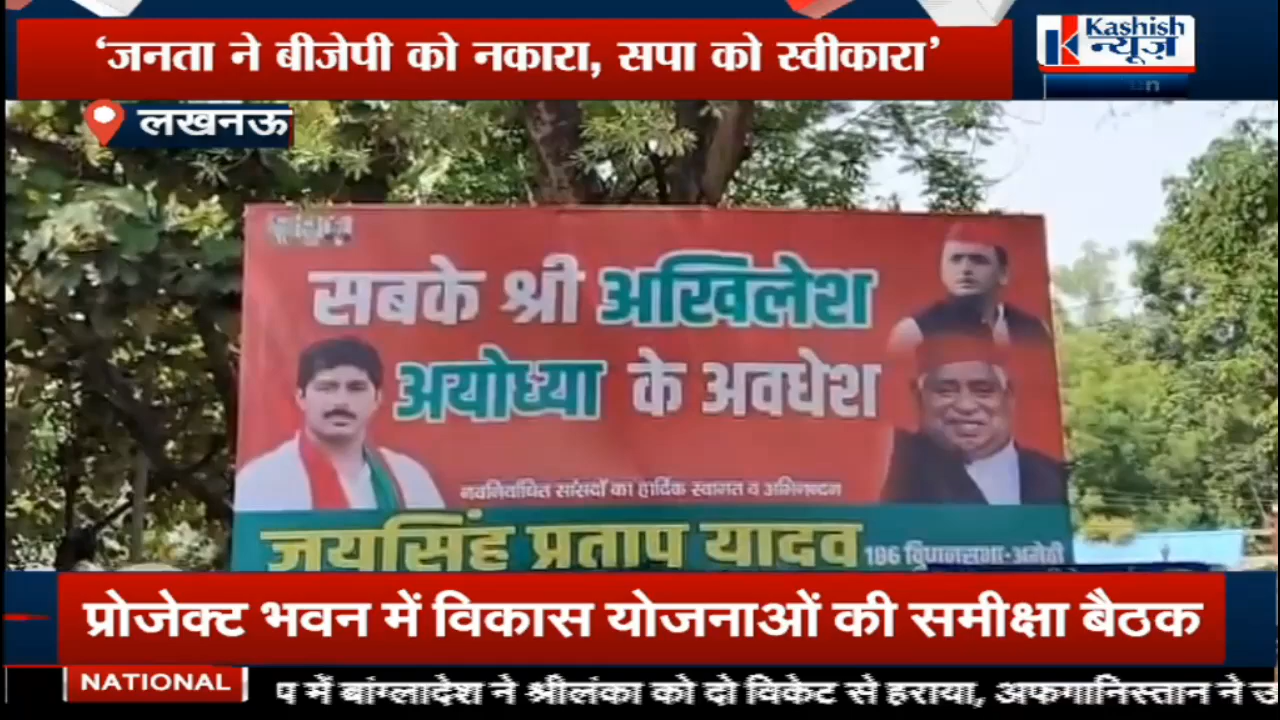 ‘जनता ने बीजेपी को नकारा, सपा को स्वीकारा’
Kashish
न्यूज़
लखनऊ
सबके श्री अखिलेश
अयोध्या के अवधेश
नवनिर्वाचित सांसदों का हार्दिक स्वागत व अभिनन्दन
जयसिंह प्रताप यादव
186 विधानसभा-अमेठी
प्रोजेक्ट भवन में विकास योजनाओं की समीक्षा बैठक
NATIONAL
प में बांग्लादेश ने श्रीलंका को दो विकेट से हराया, अफगानिस्तान ने